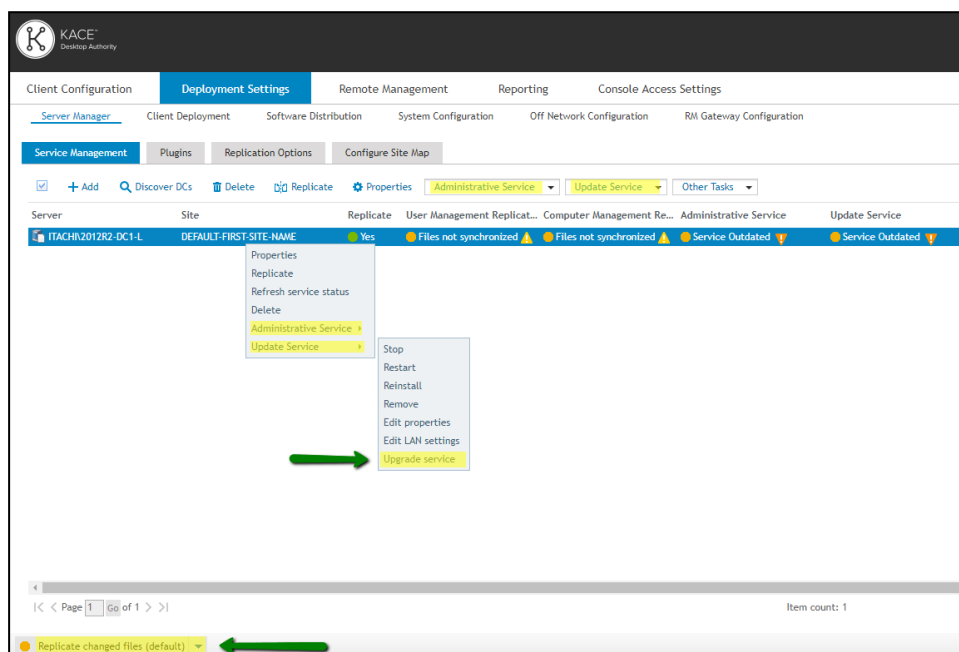 KACE™
Desktop Authority
Client Configuration Deployment Settings Remote Management Reporting Console Access Settings
Server Manager Client Deployment Software Distribution System Configuration Off Network Configuration RM Gateway Configuration
Service Management Plugins Replication Options Configure Site Map
+ Add Discover DCs Delete Replicate Properties Administrative Service Update Service Other Tasks
Server Site Replicate User Management Replicat... Computer Management Re... Administrative Service Update Service
ITACHI\2012R2-DC1-L DEFAULT-FIRST-SITE-NAME Yes Files not synchronized Files not synchronized Service Outdated Service Outdated
Properties
Replicate
Refresh service status
Delete
Administrative Service
Update Service
Stop
Restart
Reinstall
Remove
Edit properties
Edit LAN settings
Upgrade service
Page 1 Go of 1 Item count: 1
Replicate changed files (default)